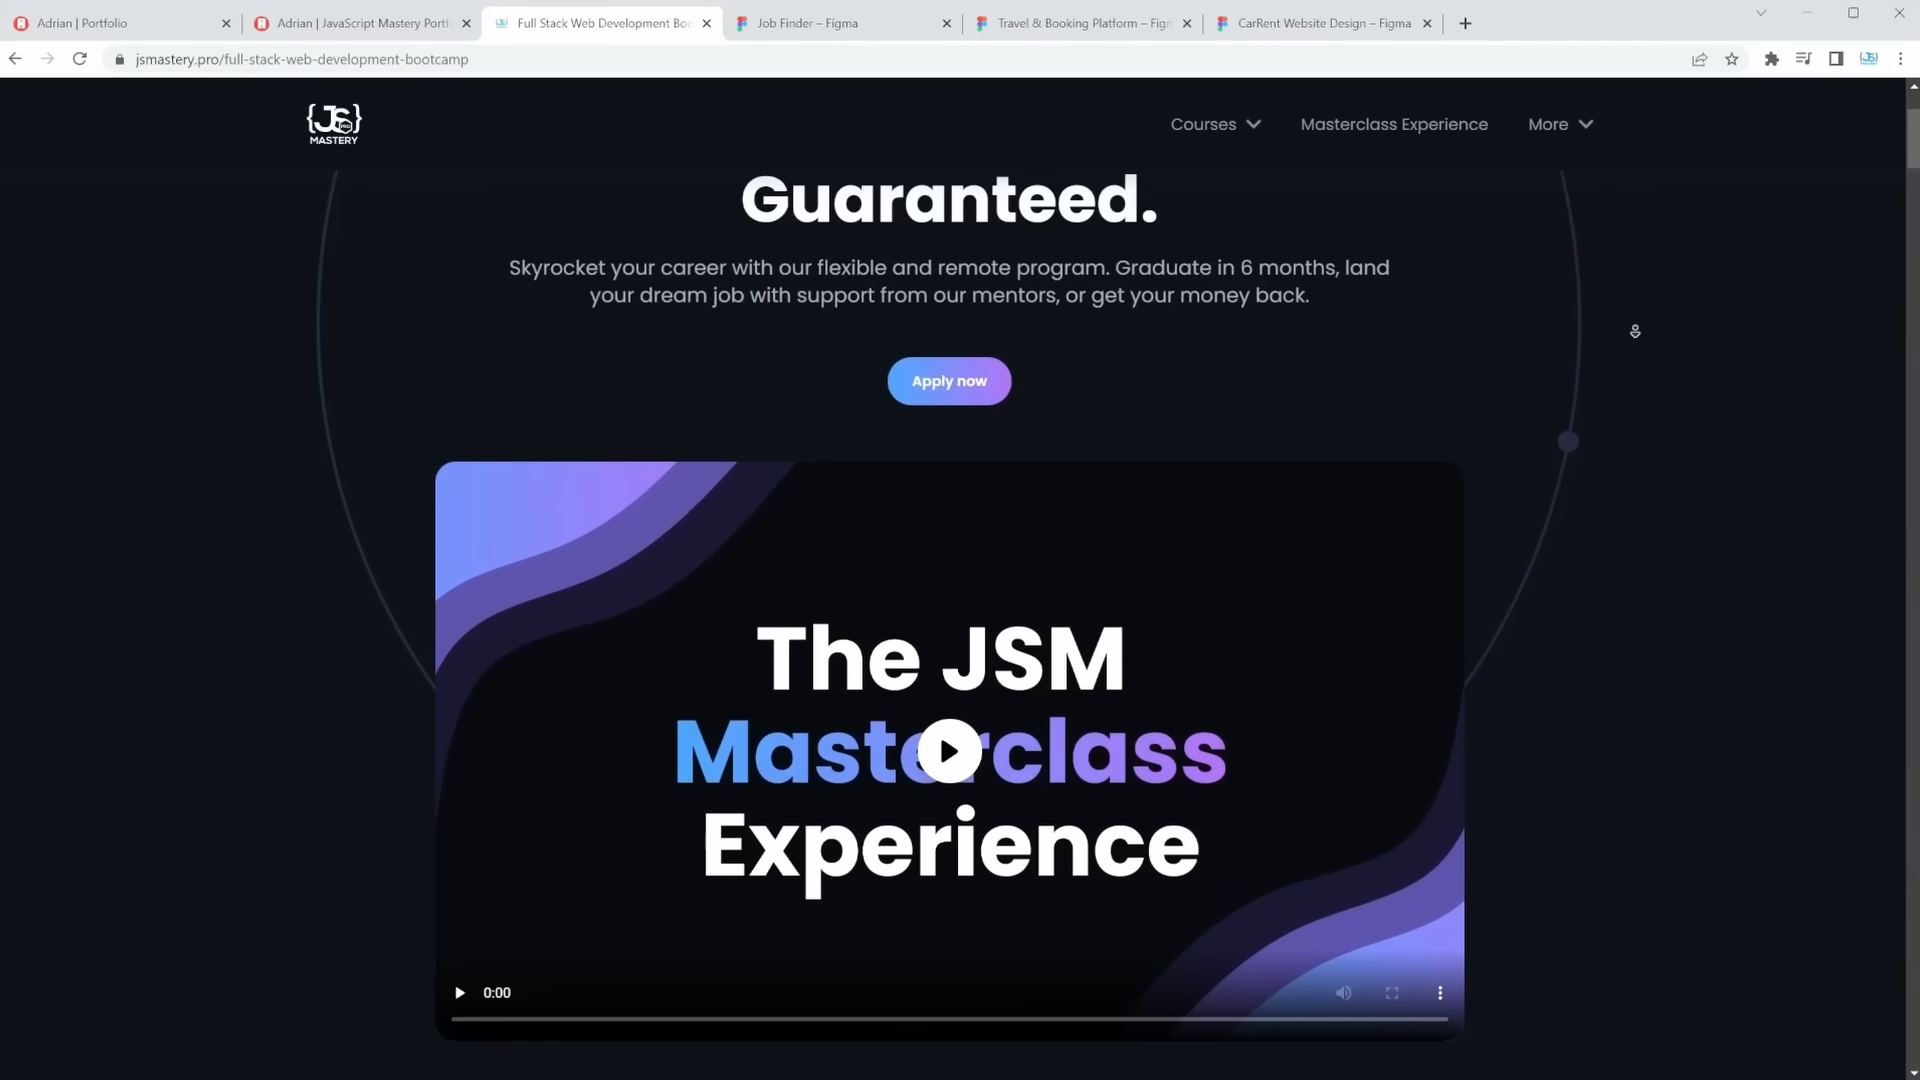 Adrian | Portfolio
Adrian | JavaScript Mastery Portf
Full Stack Web Development Boo
Job Finder – Figma
Travel & Booking Platform – Figm
CarRent Website Design – Figma
jsmastery.pro/full-stack-web-development-bootcamp
{JS}
MASTERY
Courses
Masterclass Experience
More
Guaranteed.
Skyrocket your career with our flexible and remote program. Graduate in 6 months, land
your dream job with support from our mentors, or get your money back.
Apply now
The JSM
Masterclass
Experience
0:00